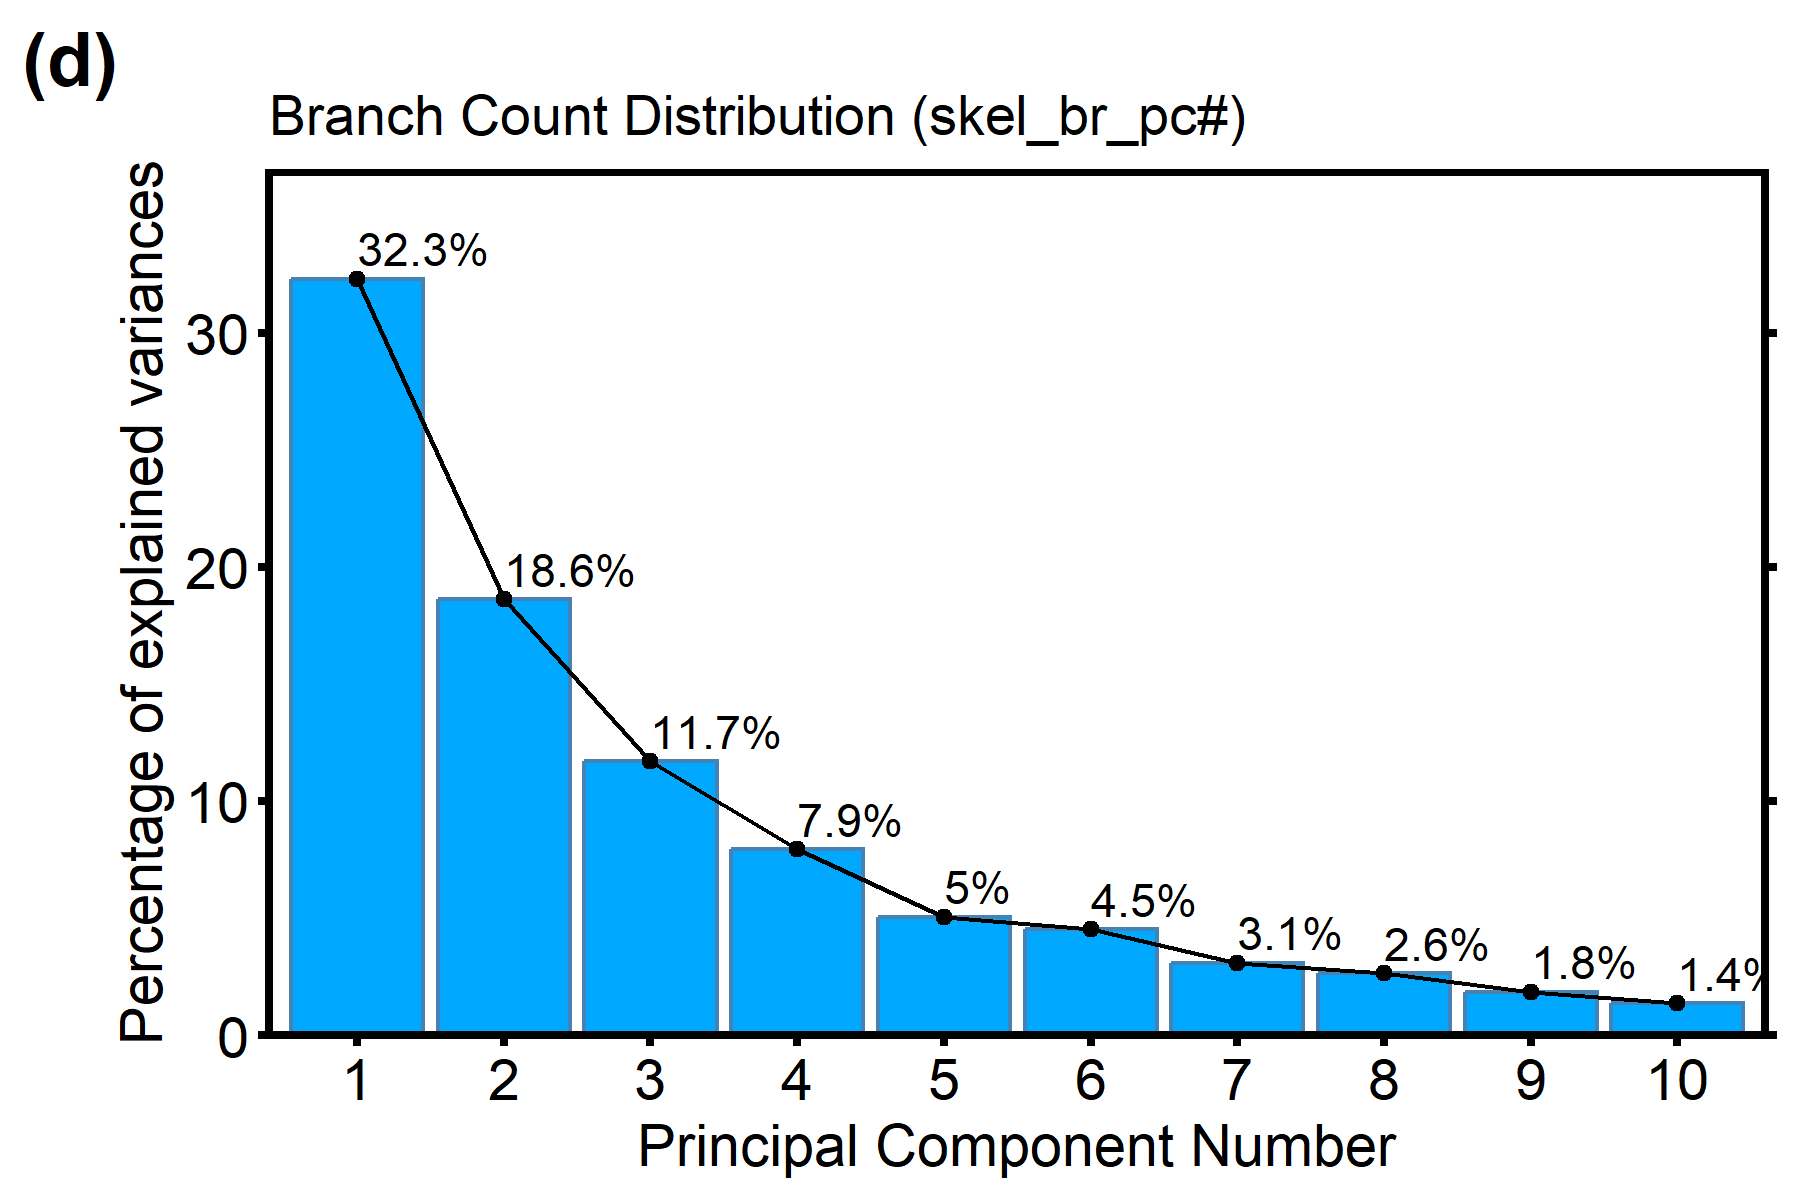 (d)
Branch Count Distribution (skel_br_pc#)
Percentage of explained variances
30
20
10
0
32.3%
18.6%
11.7%
7.9%
5%
4.5%
3.1%
2.6%
1.8%
1.4%
1 2 3 4 5 6 7 8 9 10
Principal Component Number